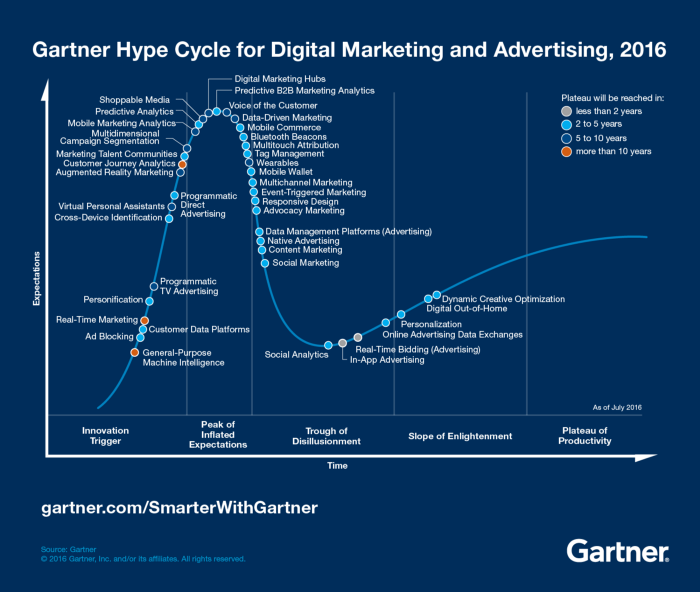 Gartner Hype Cycle for Digital Marketing and Advertising, 2016
Plateau will be reached in:
less than 2 years
2 to 5 years
5 to 10 years
more than 10 years
Expectations
Digital Marketing Hubs
Predictive B2B Marketing Analytics
Shoppable Media
Voice of the Customer
Predictive Analytics
Data-Driven Marketing
Mobile Marketing Analytics
Mobile Commerce
Multidimensional
Campaign Segmentation
Bluetooth Beacons
Multitouch Attribution
Marketing Talent Communities
Tag Management
Customer Journey Analytics
Wearables
Augmented Reality Marketing
Mobile Wallet
Multichannel Marketing
Event-Triggered Marketing
Programmatic
Direct
Advertising
Responsive Design
Virtual Personal Assistants
Advocacy Marketing
Cross-Device Identification
Data Management Platforms (Advertising)
Native Advertising
Content Marketing
Social Marketing
Programmatic
TV Advertising
Personification
Dynamic Creative Optimization
Digital Out-of-Home
Real-Time Marketing
Personalization
Customer Data Platforms
Online Advertising Data Exchanges
Ad Blocking
Real-Time Bidding (Advertising)
General-Purpose
Machine Intelligence
Social Analytics
In-App Advertising
As of July 2016
Innovation
Trigger
Peak of
Inflated
Expectations
Trough of
Disillusionment
Slope of Enlightenment
Plateau of
Productivity
Time
gartner.com/SmarterWithGartner
Source: Gartner
© 2016 Gartner, Inc. and/or its affiliates. All rights reserved.
Gartner®